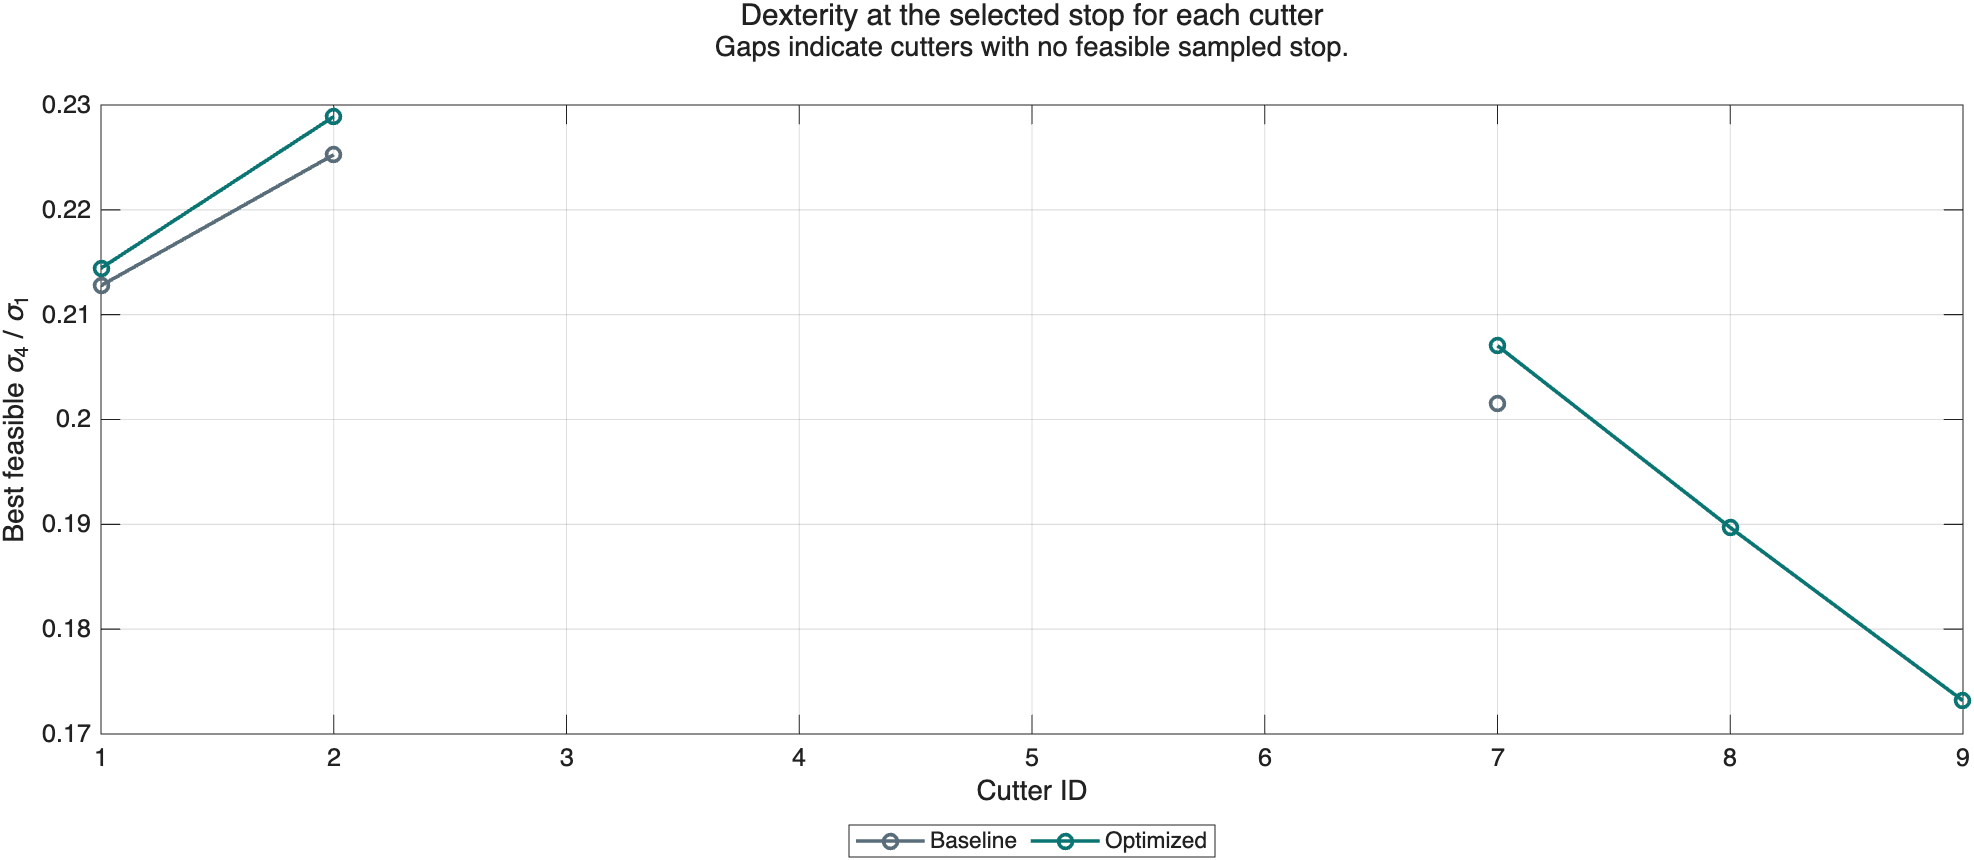 Dexterity at the selected stop for each cutter
Gaps indicate cutters with no feasible sampled stop.
0.23
0.22
0.21
0.2
0.19
0.18
0.17
Best feasible σ₄ / σ₁
1 2 3 4 5 6 7 8 9
Cutter ID
Baseline Optimized